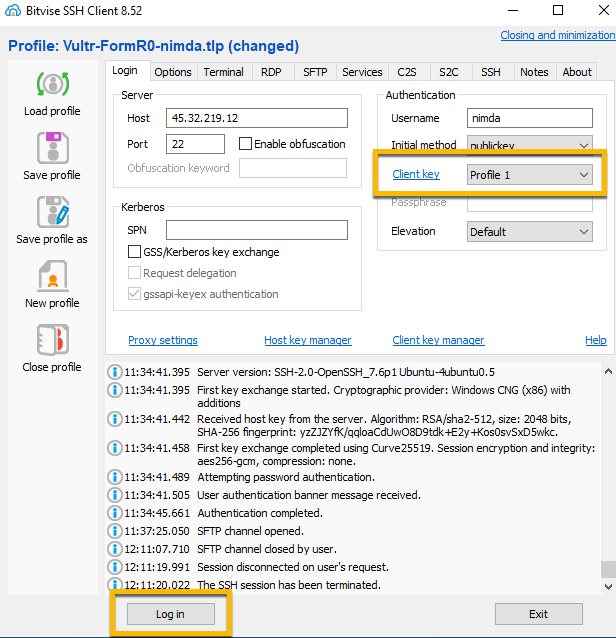 Bitvise SSH Client 8.52
Profile: Vultr-FormR0-nimda.tlp (changed)
Closing and minimization
Load profile
Save profile
Save profile as
New profile
Close profile
Login Options Terminal RDP SFTP Services C2S S2C SSH Notes About
Server
Host 45.32.219.12
Port 22 Enable obfuscation
Obfuscation keyword
Kerberos
SPN
GSS/Kerberos key exchange
Request delegation
gssapi-keyex authentication
Authentication
Username nimda
Initial method publickey
Client key Profile 1
Passphrase
Elevation Default
Proxy settings Host key manager Client key manager Help
11:34:41.395 Server version: SSH-2.0-OpenSSH_7.6p1 Ubuntu-4ubuntu0.5
11:34:41.395 First key exchange started. Cryptographic provider: Windows CNG (x86) with
additions
11:34:41.442 Received host key from the server. Algorithm: RSA/sha2-512, size: 2048 bits,
SHA-256 fingerprint: yzZJZYfK/qqloaCdUwO8D9tdk+E2y+Kos0svSxD5wkc.
11:34:41.458 First key exchange completed using Curve25519. Session encryption and integrity:
aes256-gcm, compression: none.
11:34:41.489 Attempting password authentication.
11:34:41.505 User authentication banner message received.
11:34:45.661 Authentication completed.
11:37:25.050 SFTP channel opened.
12:11:07.710 SFTP channel closed by user.
12:11:19.991 Session disconnected on user's request.
12:11:20.022 The SSH session has been terminated.
Log in Exit